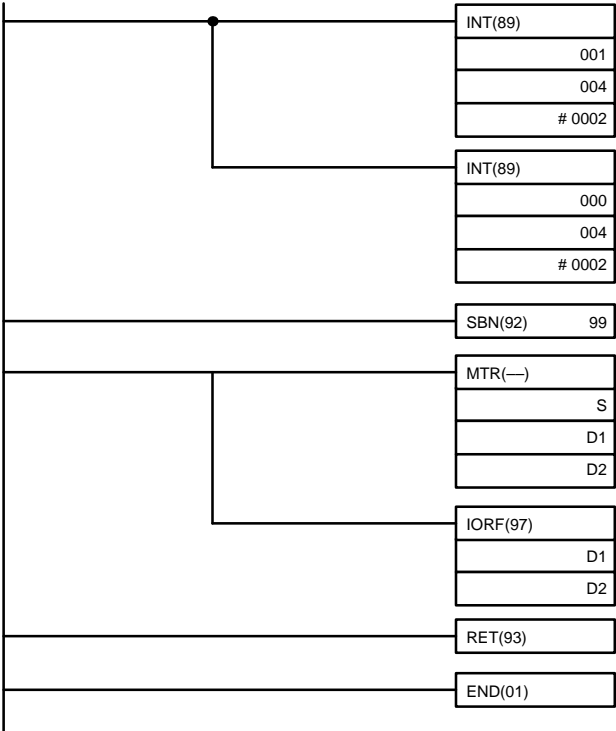 INT(89)
001
004
# 0002
INT(89)
000
004
# 0002
SBN(92) 99
MTR(––)
S
D1
D2
IORF(97)
D1
D2
RET(93)
END(01)